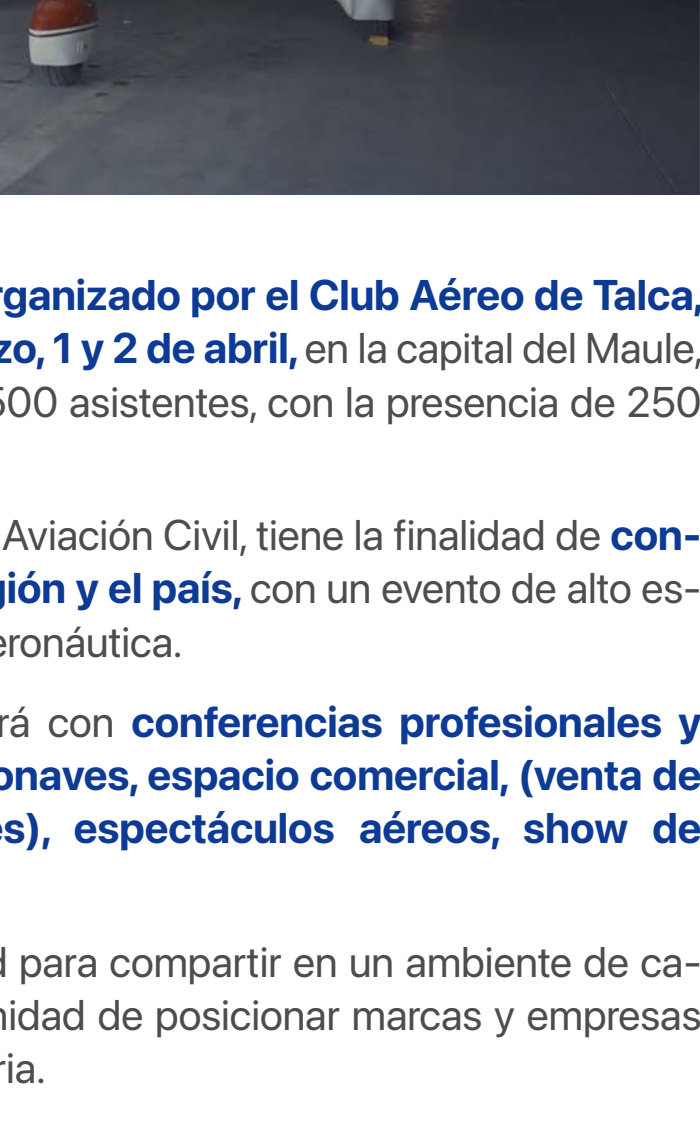 rganizado por el Club Aéreo de Talca,
zo, 1 y 2 de abril, en la capital del Maule,
500 asistentes, con la presencia de 250
Aviación Civil, tiene la finalidad de con-
gión y el país, con un evento de alto es-
eronáutica.
rá con conferencias profesionales y
onaves, espacio comercial, (venta de
es), espectáculos aéreos, show de
d para compartir en un ambiente de ca-
nidad de posicionar marcas y empresas
ria.